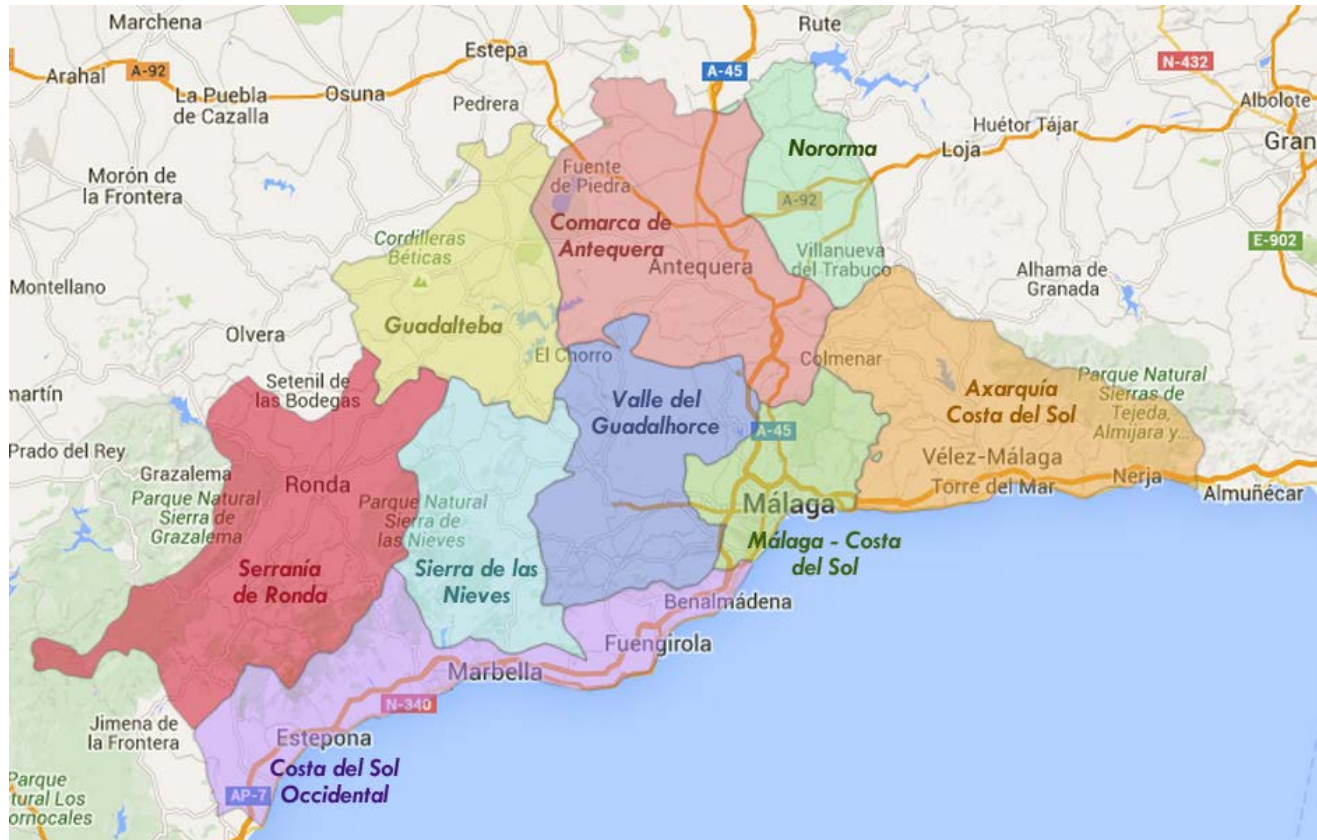 Marchena
Rute
Estepa
A-45
N-432
Arahal
A-92
La Puebla
de Cazalla
Osuna
Pedrera
Albolote
Huétor Tájar
Gran
Loja
Nororma
Morón de
la Frontera
Fuente
de Piedra
A-92
Comarca de
Antequera
Cordilleras
Béticas
Antequera
Villanueva
del Trabuco
E-902
Alhama de
Granada
Montellano
Olvera
Guadalteba
El Chorro
Colmenar
Setenil de
las Bodegas
martín
Valle del
Guadalhorce
Axarquía
Costa del Sol
Parque Natural
Sierras de
Tejeda,
Almijara y...
A-45
Prado del Rey
Grazalema
Parque Natural
Sierra de
Grazalema
Ronda
Parque Natural
Sierra de
las Nieves
Vélez-Málaga
Torre del Mar
Nerja
Almuñécar
Málaga
Málaga - Costa
del Sol
Serranía
de Ronda
Sierra de las
Nieves
Benalmádena
Fuengirola
Marbella
N-340
Jimena de
la Frontera
Estepona
Costa del Sol
Occidental
AP-7
Parque
tural Los
ornocales